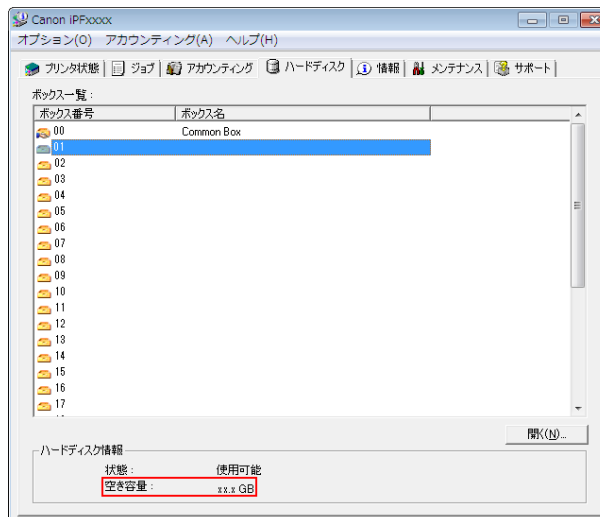 Canon iPFxxxx
オプション(O) アカウンティング(A) ヘルプ(H)
プリンタ状態 ジョブ アカウンティング ハードディスク 情報 メンテナンス サポート
ボックス一覧 :
ボックス番号 ボックス名
00 Common Box
01
02
03
04
05
06
07
08
09
10
11
12
13
14
15
16
17
開く(N)...
ハードディスク情報
状態 : 使用可能
空き容量 : xx.x GB